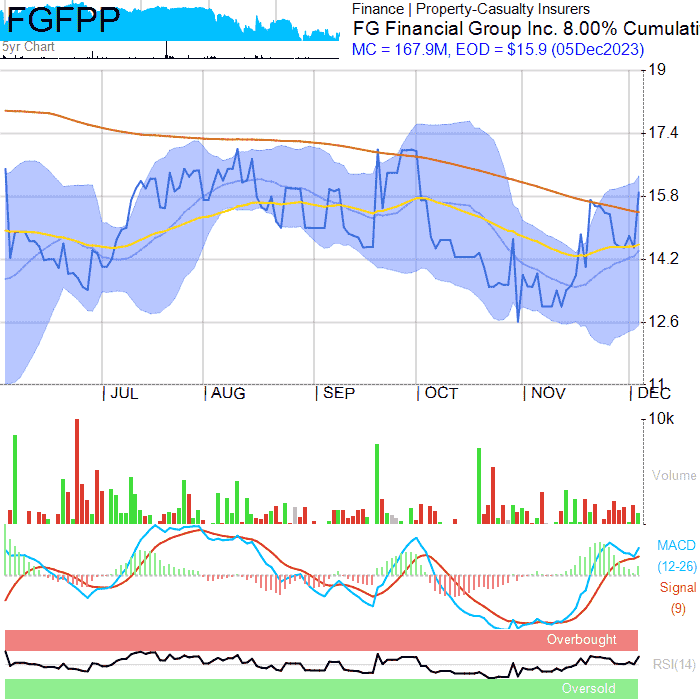 FGFPP
5yr Chart
Finance | Property-Casualty Insurers
FG Financial Group Inc. 8.00% Cumulati
MC = 167.9M, EOD = $15.9 (05Dec2023)
19
17.4
15.8
14.2
12.6
11
JUL AUG SEP OCT NOV DEC
10k
Volume
MACD
(12-26)
Signal
(9)
Overbought
RSI(14)
Oversold